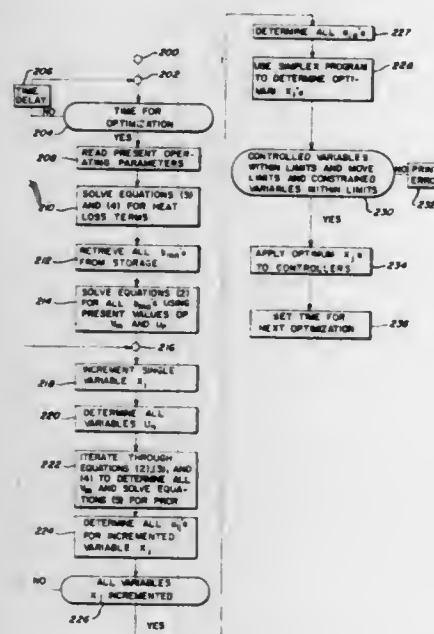 200
202
206
TIME
DELAY
NO
204
TIME FOR
OPTIMIZATION
YES
208
READ PRESENT OPER-
ATING PARAMETERS
210
SOLVE EQUATIONS (3)
AND (4) FOR HEAT
LOSS TERMS
212
RETRIEVE ALL
FROM STORAGE
214
SOLVE EQUATIONS (2)
FOR ALL USING
PRESENT VALUES OF
AND
216
218
INCREMENT SINGLE
VARIABLE Xj
220
DETERMINE ALL
VARIABLES
222
ITERATE THROUGH
EQUATIONS (2),(3), AND
(4) TO DETERMINE ALL
AND SOLVE EQUA-
TIONS (5) FOR
224
DETERMINE ALL
FOR INCREMENTED
VARIABLE Xj
NO
ALL VARIABLES
INCREMENTED
226
YES
DETERMINE ALL
227
USE SIMPLEX PROGRAM
TO DETERMINE OPTI-
228
CONTROLLED VARIABLES
WITHIN LIMITS AND MOVE
LIMITS AND CONSTRAINED
VARIABLES WITHIN LIMITS
230
NO
PRINT
ERROR
YES
APPLY OPTIMUM Xj's
TO CONTROLLERS
234
SET TIME FOR
NEXT OPTIMIZATION
236